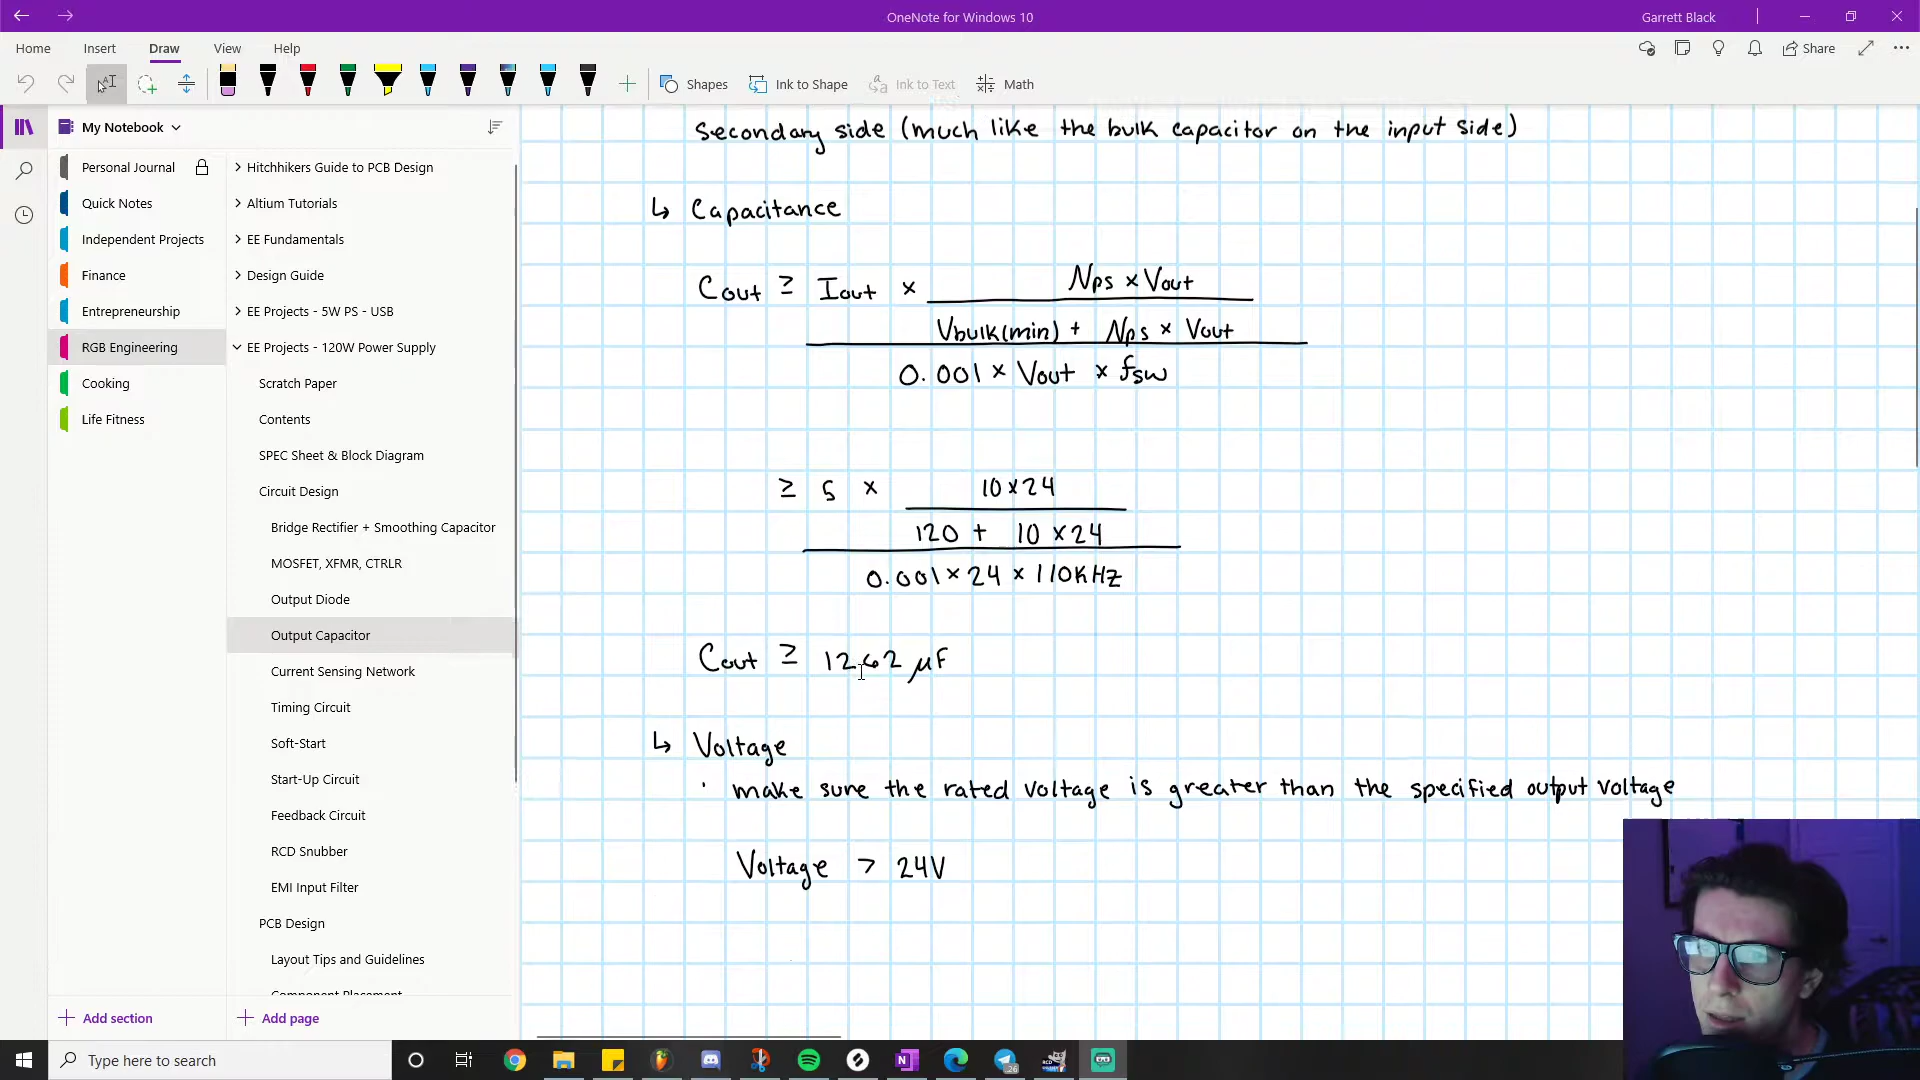 OneNote for Windows 10
Garrett Black
Home
Insert
Draw
View
Help
Share
Shapes
Ink to Shape
Ink to Text
Math
My Notebook
Personal Journal
Quick Notes
Independent Projects
Finance
Entrepreneurship
RGB Engineering
Cooking
Life Fitness
Add section
Hitchhikers Guide to PCB Design
Altium Tutorials
EE Fundamentals
Design Guide
EE Projects - 5W PS - USB
EE Projects - 120W Power Supply
Scratch Paper
Contents
SPEC Sheet & Block Diagram
Circuit Design
Bridge Rectifier + Smoothing Capacitor
MOSFET, XFMR, CTRLR
Output Diode
Output Capacitor
Current Sensing Network
Timing Circuit
Soft-Start
Start-Up Circuit
Feedback Circuit
RCD Snubber
EMI Input Filter
PCB Design
Layout Tips and Guidelines
Component Placement
Add page
secondary side (much like the bulk capacitor on the input side)
↳ Capacitance
Cout ≥ Iout × Nps × Vout
Vbulk(min) + Nps × Vout
0.001 × Vout × fsw
≥ 5 × 10×24
120 + 10 ×24
0.001 × 24 × 110kHz
Cout ≥ 1262 µF
↳ Voltage
· make sure the rated voltage is greater than the specified output voltage
Voltage > 24V
Type here to search